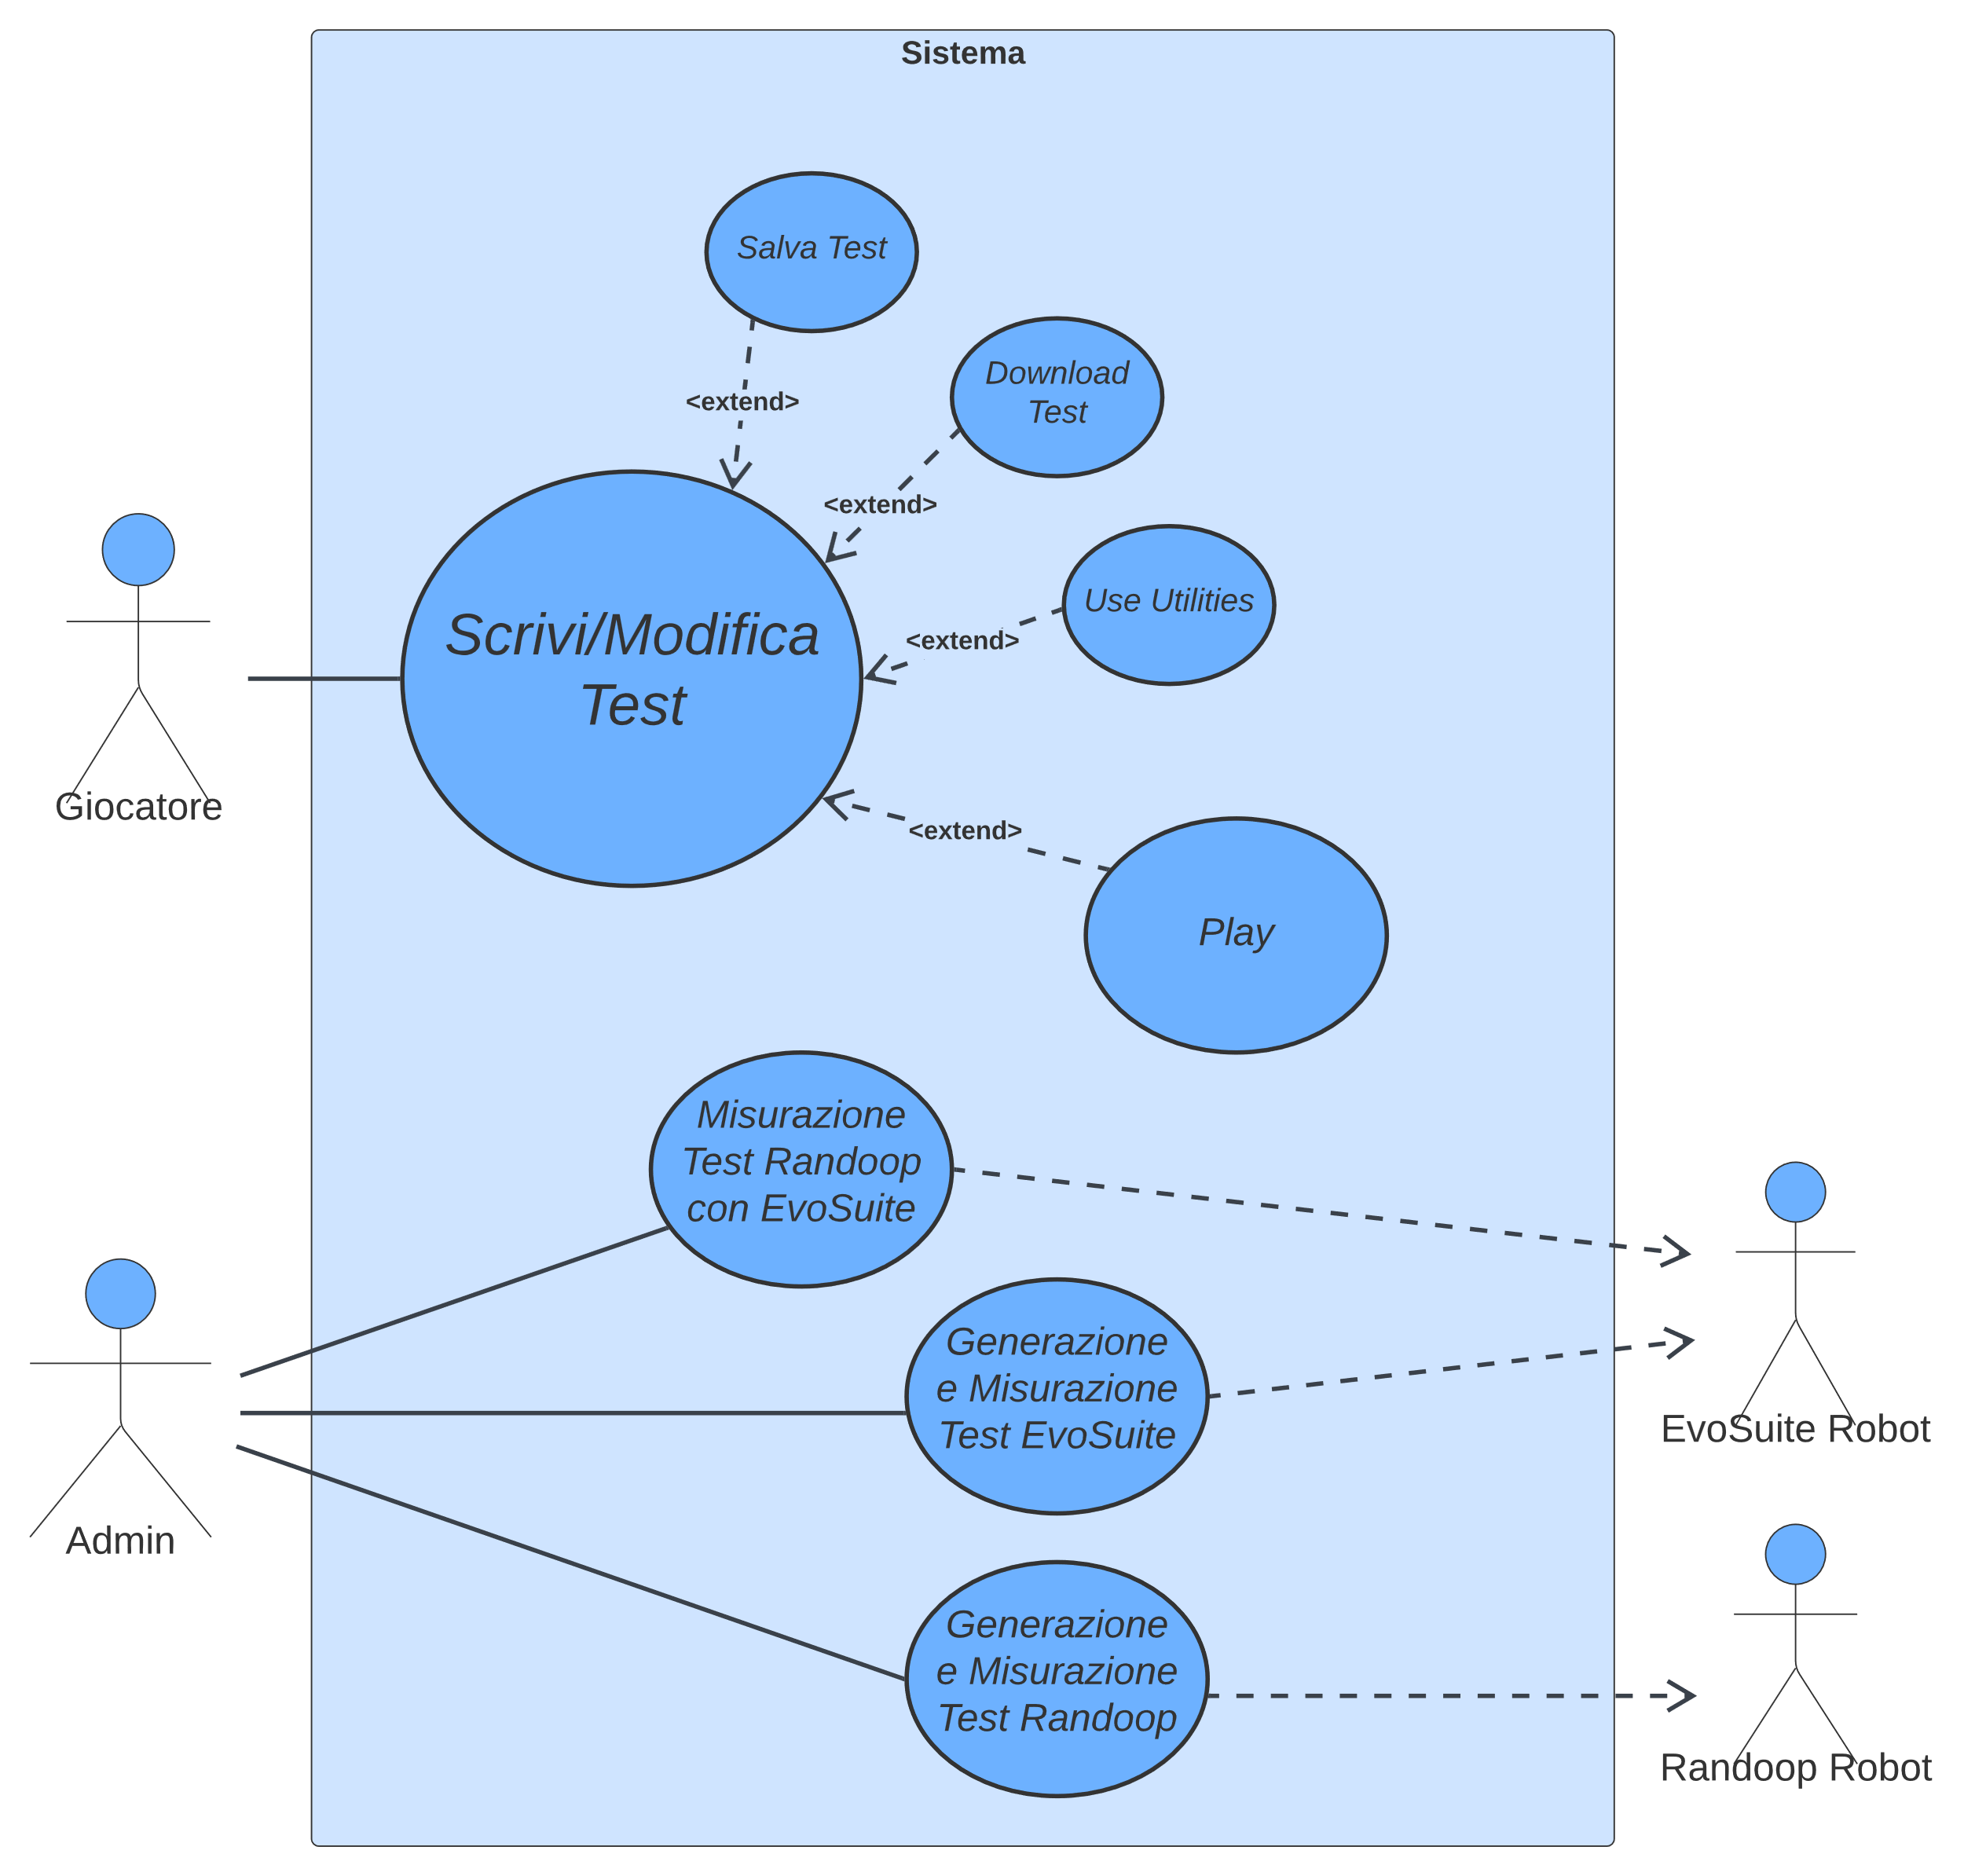 Sistema
Salva Test
<extend>
Download
Test
<extend>
Use Utilities
<extend>
Scrivi/Modifica
Test
Giocatore
<extend>
Play
Misurazione
Test Randoop
con EvoSuite
Generazione
e Misurazione
Test EvoSuite
EvoSuite Robot
Admin
Generazione
e Misurazione
Test Randoop
Randoop Robot